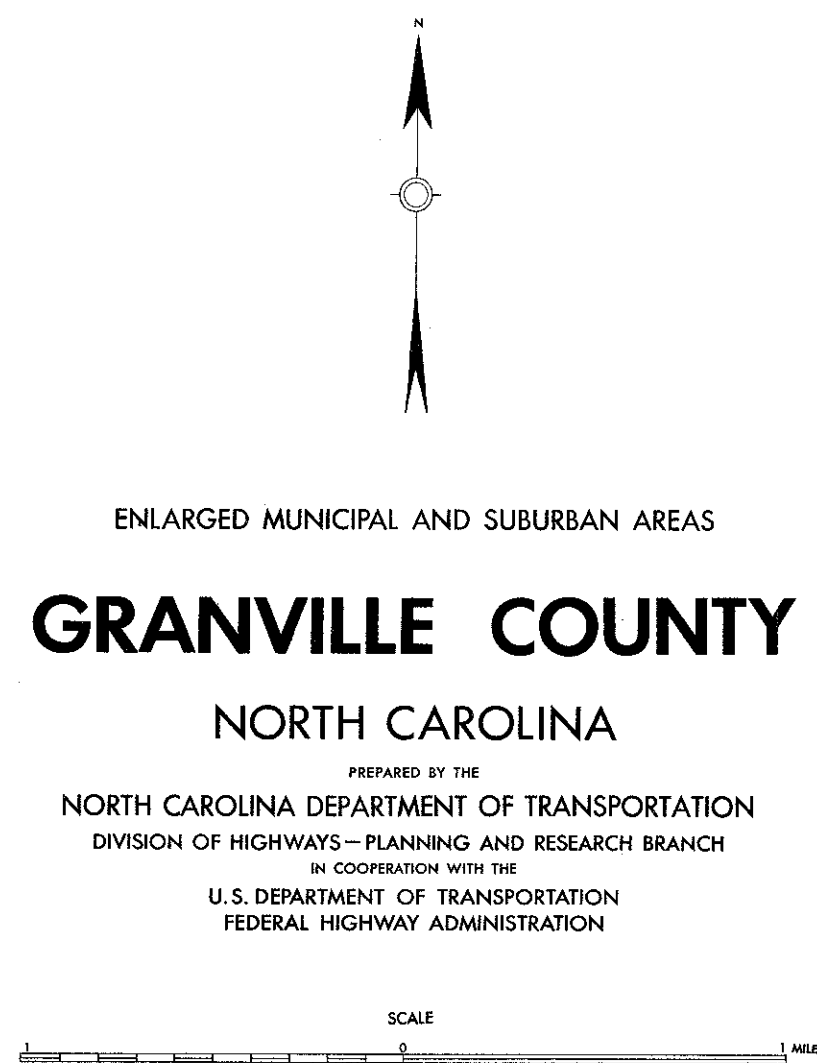 N
ENLARGED MUNICIPAL AND SUBURBAN AREAS
GRANVILLE COUNTY
NORTH CAROLINA
PREPARED BY THE
NORTH CAROLINA DEPARTMENT OF TRANSPORTATION
DIVISION OF HIGHWAYS—PLANNING AND RESEARCH BRANCH
IN COOPERATION WITH THE
U.S. DEPARTMENT OF TRANSPORTATION
FEDERAL HIGHWAY ADMINISTRATION
SCALE
1 0 1 MILE